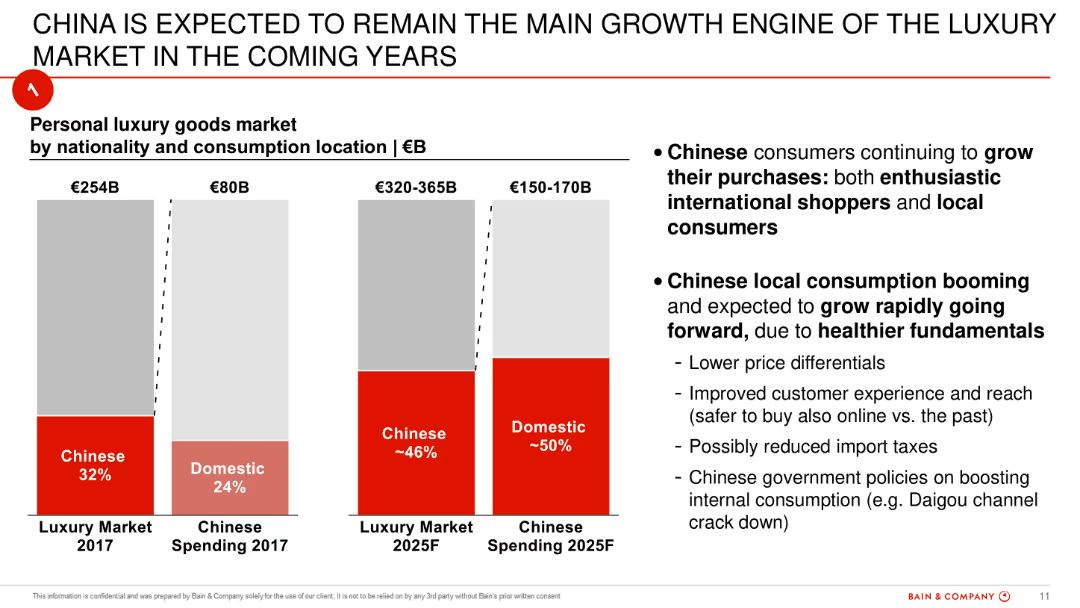 CHINA IS EXPECTED TO REMAIN THE MAIN GROWTH ENGINE OF THE LUXURY
MARKET IN THE COMING YEARS
1
Personal luxury goods market
by nationality and consumption location | €B
€254B
€80B
€320-365B
€150-170B
Chinese
32%
Domestic
24%
Chinese
~46%
Domestic
~50%
Luxury Market
2017
Chinese
Spending 2017
Luxury Market
2025F
Chinese
Spending 2025F
• Chinese consumers continuing to grow
their purchases: both enthusiastic
international shoppers and local
consumers
• Chinese local consumption booming
and expected to grow rapidly going
forward, due to healthier fundamentals
- Lower price differentials
- Improved customer experience and reach
(safer to buy also online vs. the past)
- Possibly reduced import taxes
- Chinese government policies on boosting
internal consumption (e.g. Daigou channel
crack down)
This information is confidential and was prepared by Bain & Company solely for the use of our client, it is not to be relied on by any 3rd party without Bain's prior written consent
BAIN & COMPANY
11